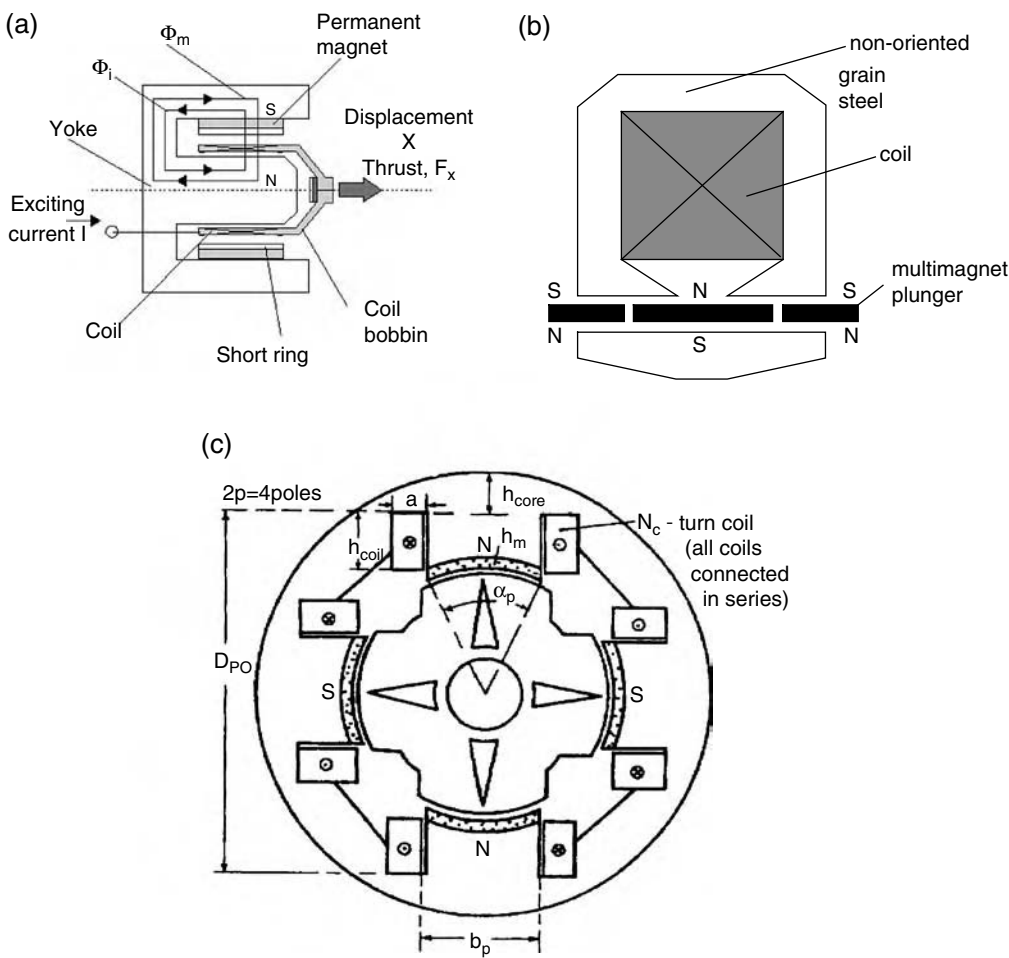 (a)
Φm
Permanent
magnet
Φi
S
Yoke
Displacement
X
Thrust, Fx
N
Exciting
current I
Coil
Coil
bobbin
Short ring
(b)
non-oriented
grain
steel
coil
multimagnet
plunger
S
N
S
N
S
N
(c)
2p=4poles
a
hcore
hcoil
N
hm
Nc - turn coil
(all coils
connected
in series)
αp
DPO
S
S
N
bp